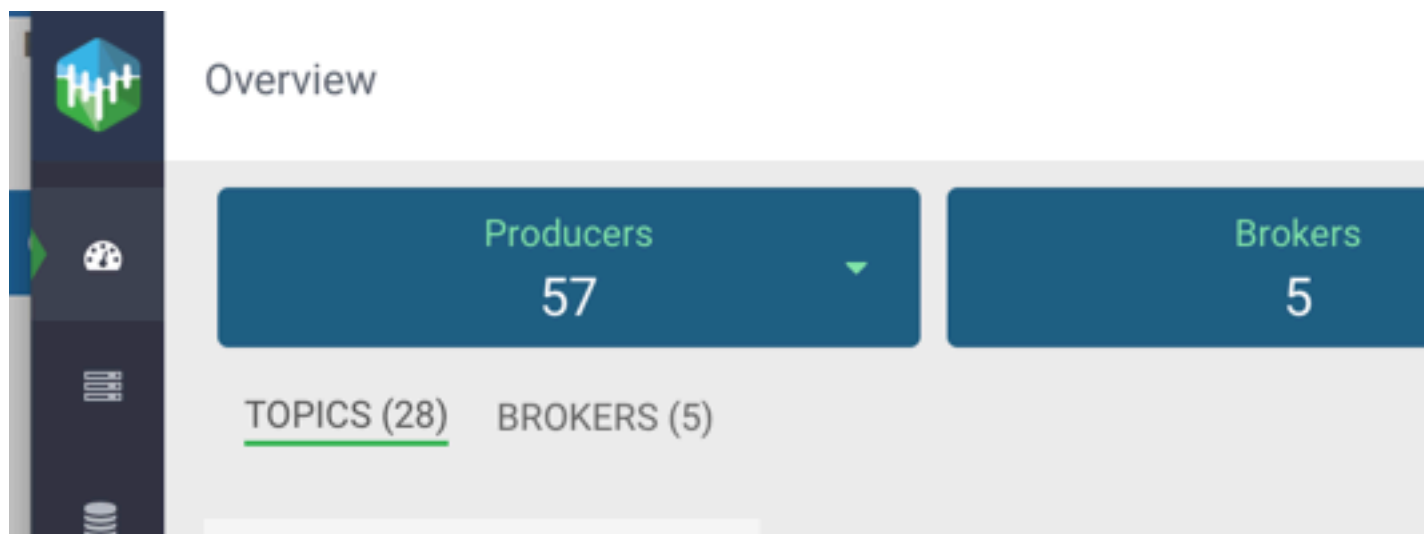 Overview
Producers
57
Brokers
5
TOPICS (28)
BROKERS (5)